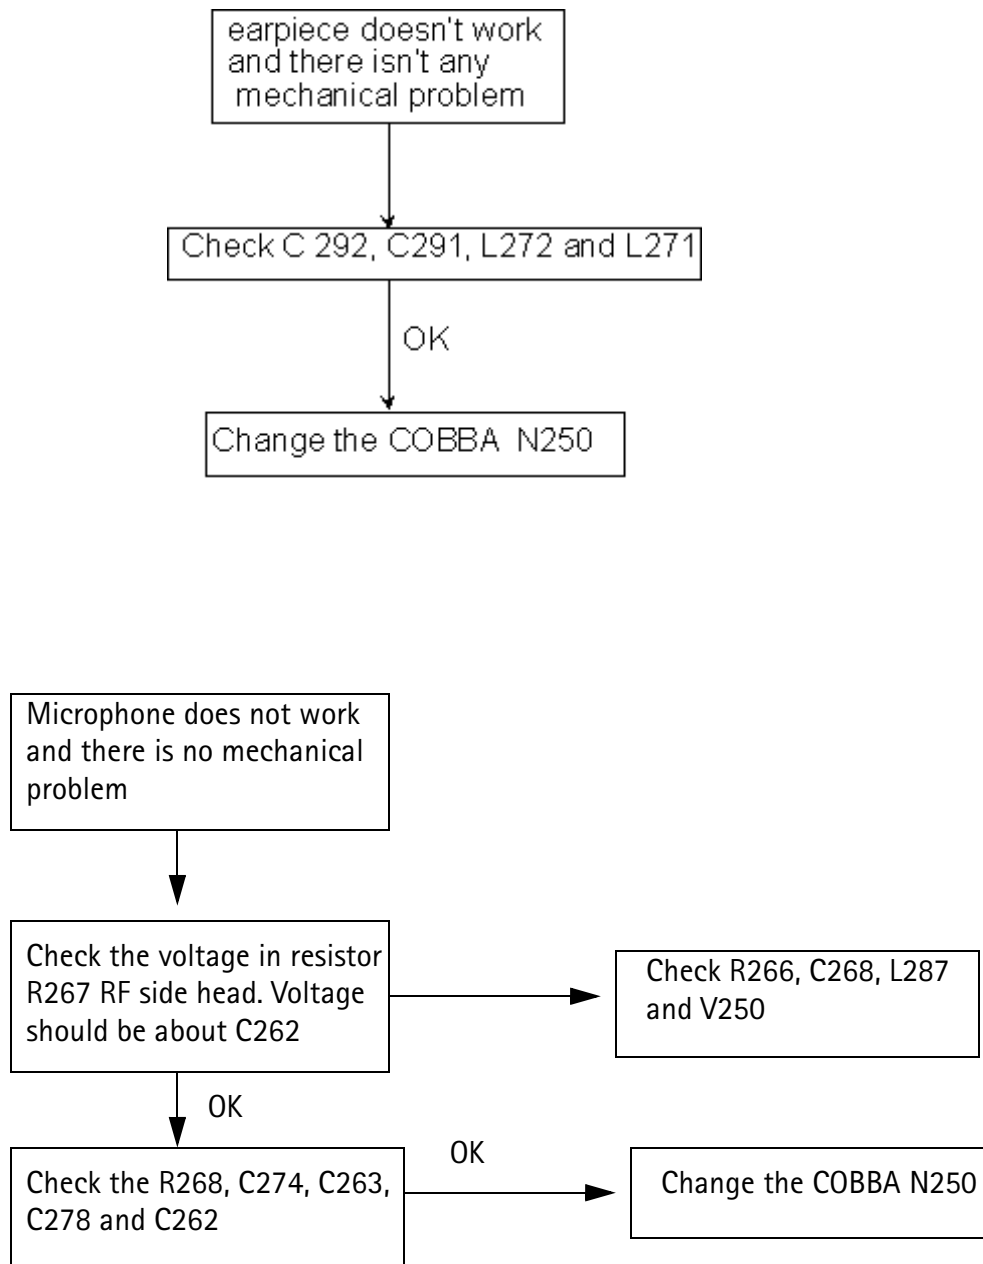 earpiece doesn't work
and there isn't any
mechanical problem
Check C 292, C291, L272 and L271
OK
Change the COBBA N250
Microphone does not work
and there is no mechanical
problem
Check the voltage in resistor
R267 RF side head. Voltage
should be about C262
Check R266, C268, L287
and V250
OK
Check the R268, C274, C263,
C278 and C262
OK
Change the COBBA N250